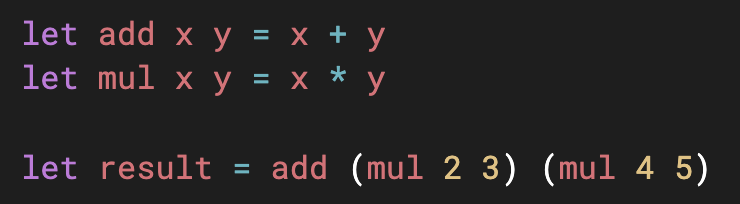 let add x y = x + y
let mul x y = x * y
let result = add (mul 2 3) (mul 4 5)